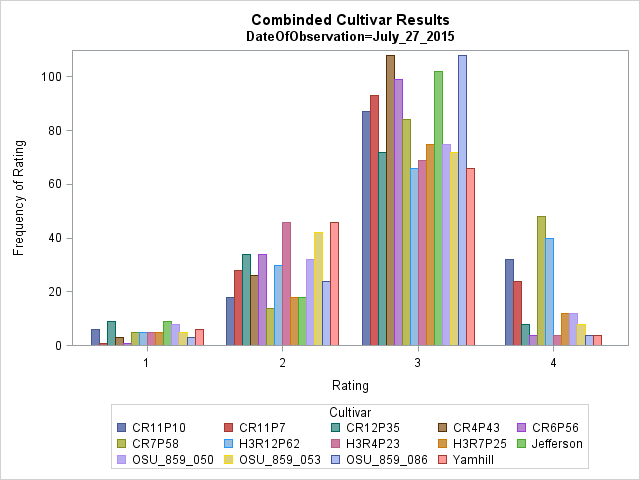 Combinded Cultivar Results
DateOfObservation=July_27_2015
Frequency of Rating
100
80
60
40
20
0
1 2 3 4
Rating
Cultivar
CR11P10 CR11P7 CR12P35 CR4P43 CR6P56
CR7P58 H3R12P62 H3R4P23 H3R7P25 Jefferson
OSU_859_050 OSU_859_053 OSU_859_086 Yamhill